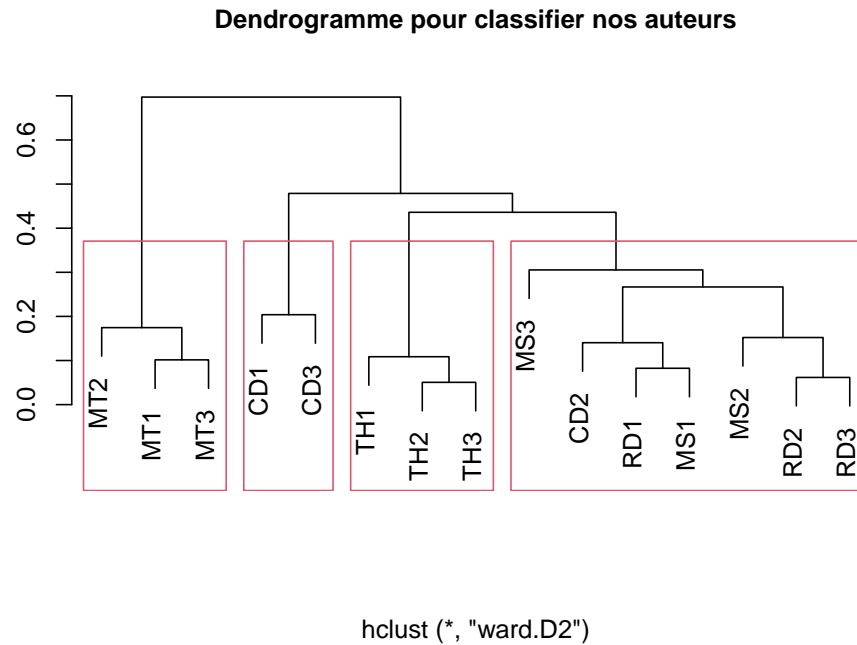 Dendrogramme pour classifier nos auteurs
0.6
0.4
0.2
0.0
MT2
MT1
MT3
CD1
CD3
TH1
TH2
TH3
MS3
CD2
RD1
MS1
MS2
RD2
RD3
hclust (*, "ward.D2")